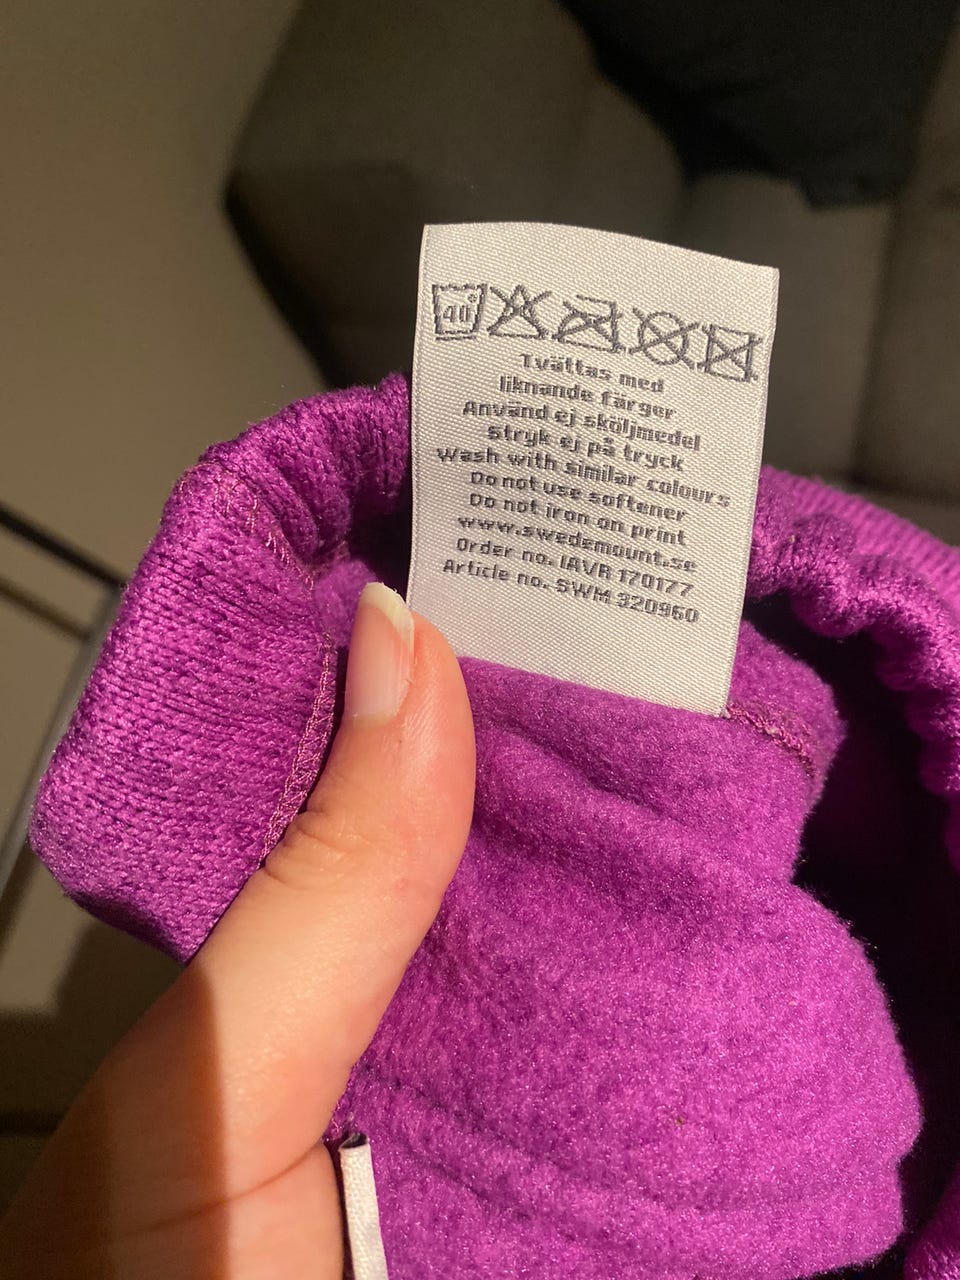 40°
Tvättas med
liknande färger
Använd ej sköljmedel
Stryk ej på tryck
Wash with similar colours
Do not use softener
Do not iron on print
www.swedemount.se
Order no. IAVR 170177
Article no. SWM 320960